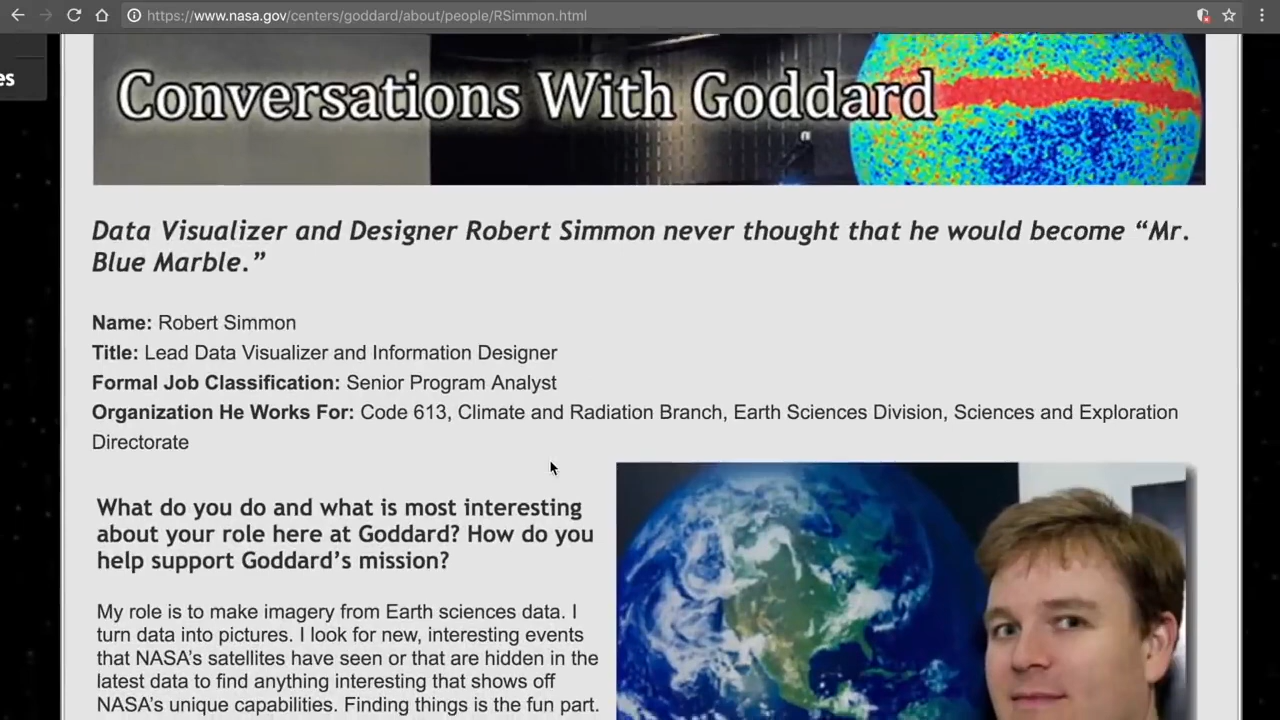 https://www.nasa.gov/centers/goddard/about/people/RSimmon.html
es
Conversations With Goddard
Data Visualizer and Designer Robert Simmon never thought that he would become “Mr.
Blue Marble.”
Name: Robert Simmon
Title: Lead Data Visualizer and Information Designer
Formal Job Classification: Senior Program Analyst
Organization He Works For: Code 613, Climate and Radiation Branch, Earth Sciences Division, Sciences and Exploration
Directorate
What do you do and what is most interesting
about your role here at Goddard? How do you
help support Goddard’s mission?
My role is to make imagery from Earth sciences data. I
turn data into pictures. I look for new, interesting events
that NASA’s satellites have seen or that are hidden in the
latest data to find anything interesting that shows off
NASA’s unique capabilities. Finding things is the fun part.